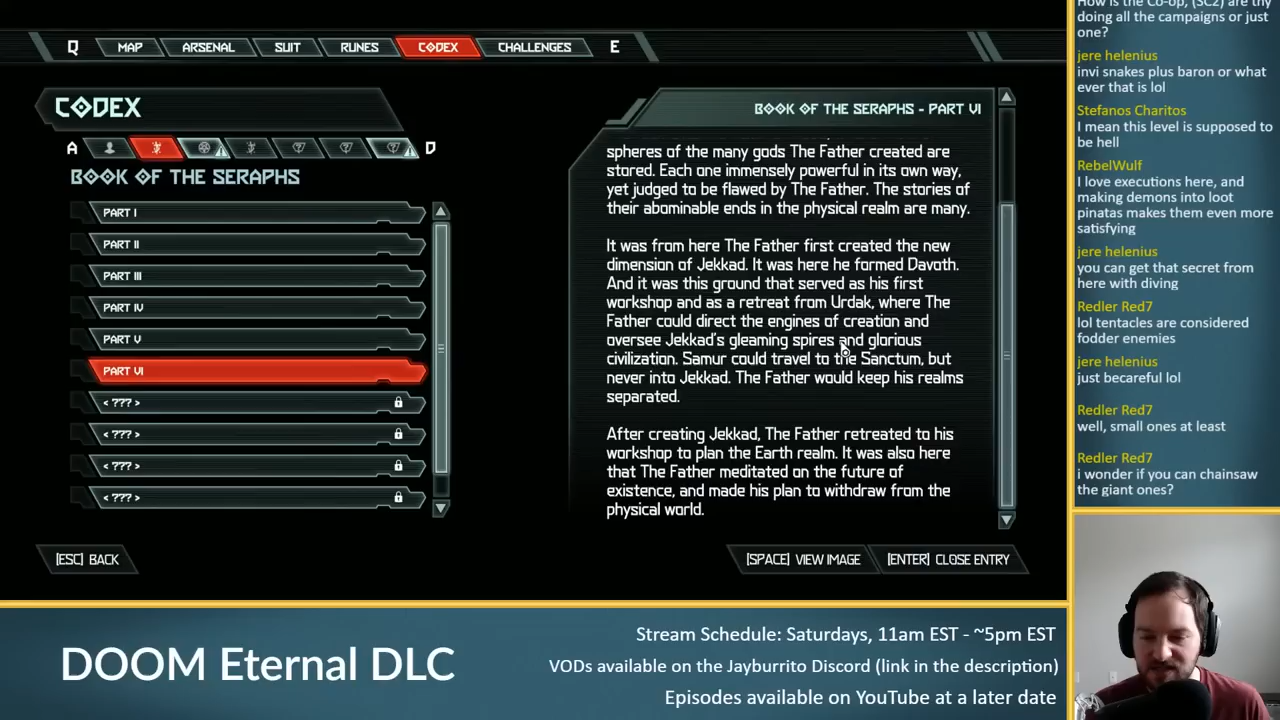 Q
MAP
ARSENAL
SUIT
RUNES
CODEX
CHALLENGES
E
CODEX
A
D
BOOK OF THE SERAPHS
PART I
PART II
PART III
PART IV
PART V
PART VI
< ??? >
< ??? >
< ??? >
< ??? >
BOOK OF THE SERAPHS - PART VI
spheres of the many gods The Father created are
stored. Each one immensely powerful in its own way,
yet judged to be flawed by The Father. The stories of
their abominable ends in the physical realm are many.
It was from here The Father first created the new
dimension of Jekkad. It was here he formed Davoth.
And it was this ground that served as his first
workshop and as a retreat from Urdak, where The
Father could direct the engines of creation and
oversee Jekkad's gleaming spires and glorious
civilization. Samur could travel to the Sanctum, but
never into Jekkad. The Father would keep his realms
separated.
After creating Jekkad, The Father retreated to his
workshop to plan the Earth realm. It was also here
that The Father meditated on the future of
existence, and made his plan to withdraw from the
physical world.
[ESC] BACK
[SPACE] VIEW IMAGE
[ENTER] CLOSE ENTRY
How is the Co-op, (SC2) are thy
doing all the campaigns or just
one?
jere helenius
invi snakes plus baron or what
ever that is lol
Stefanos Charitos
I mean this level is supposed to
be hell
RebelWulf
I love executions here, and
making demons into loot
pinatas makes them even more
satisfying
jere helenius
you can get that secret from
here with diving
Redler Red7
lol tentacles are considered
fodder enemies
jere helenius
just becareful lol
Redler Red7
well, small ones at least
Redler Red7
i wonder if you can chainsaw
the giant ones?
DOOM Eternal DLC
Stream Schedule: Saturdays, 11am EST - ~5pm EST
VODs available on the Jayburrito Discord (link in the description)
Episodes available on YouTube at a later date